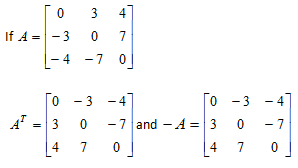 If A = [0 3 4
-3 0 7
-4 -7 0]
A^T = [0 -3 -4
3 0 -7
4 7 0] and -A = [0 -3 -4
3 0 -7
4 7 0]